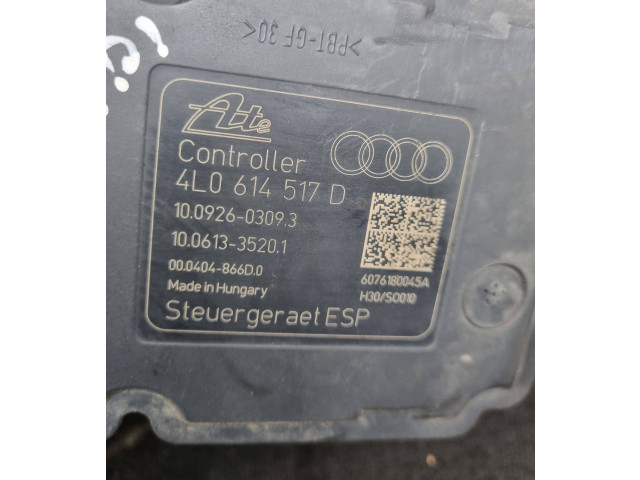 >PBT-GF 30<
Ate
Controller
4L0 614 517 D
10.0926-0309.3
10.0613-3520.1
00.0404-866D.0
Made in Hungary
6076180045A
H30/SO010
Steuergeraet ESP